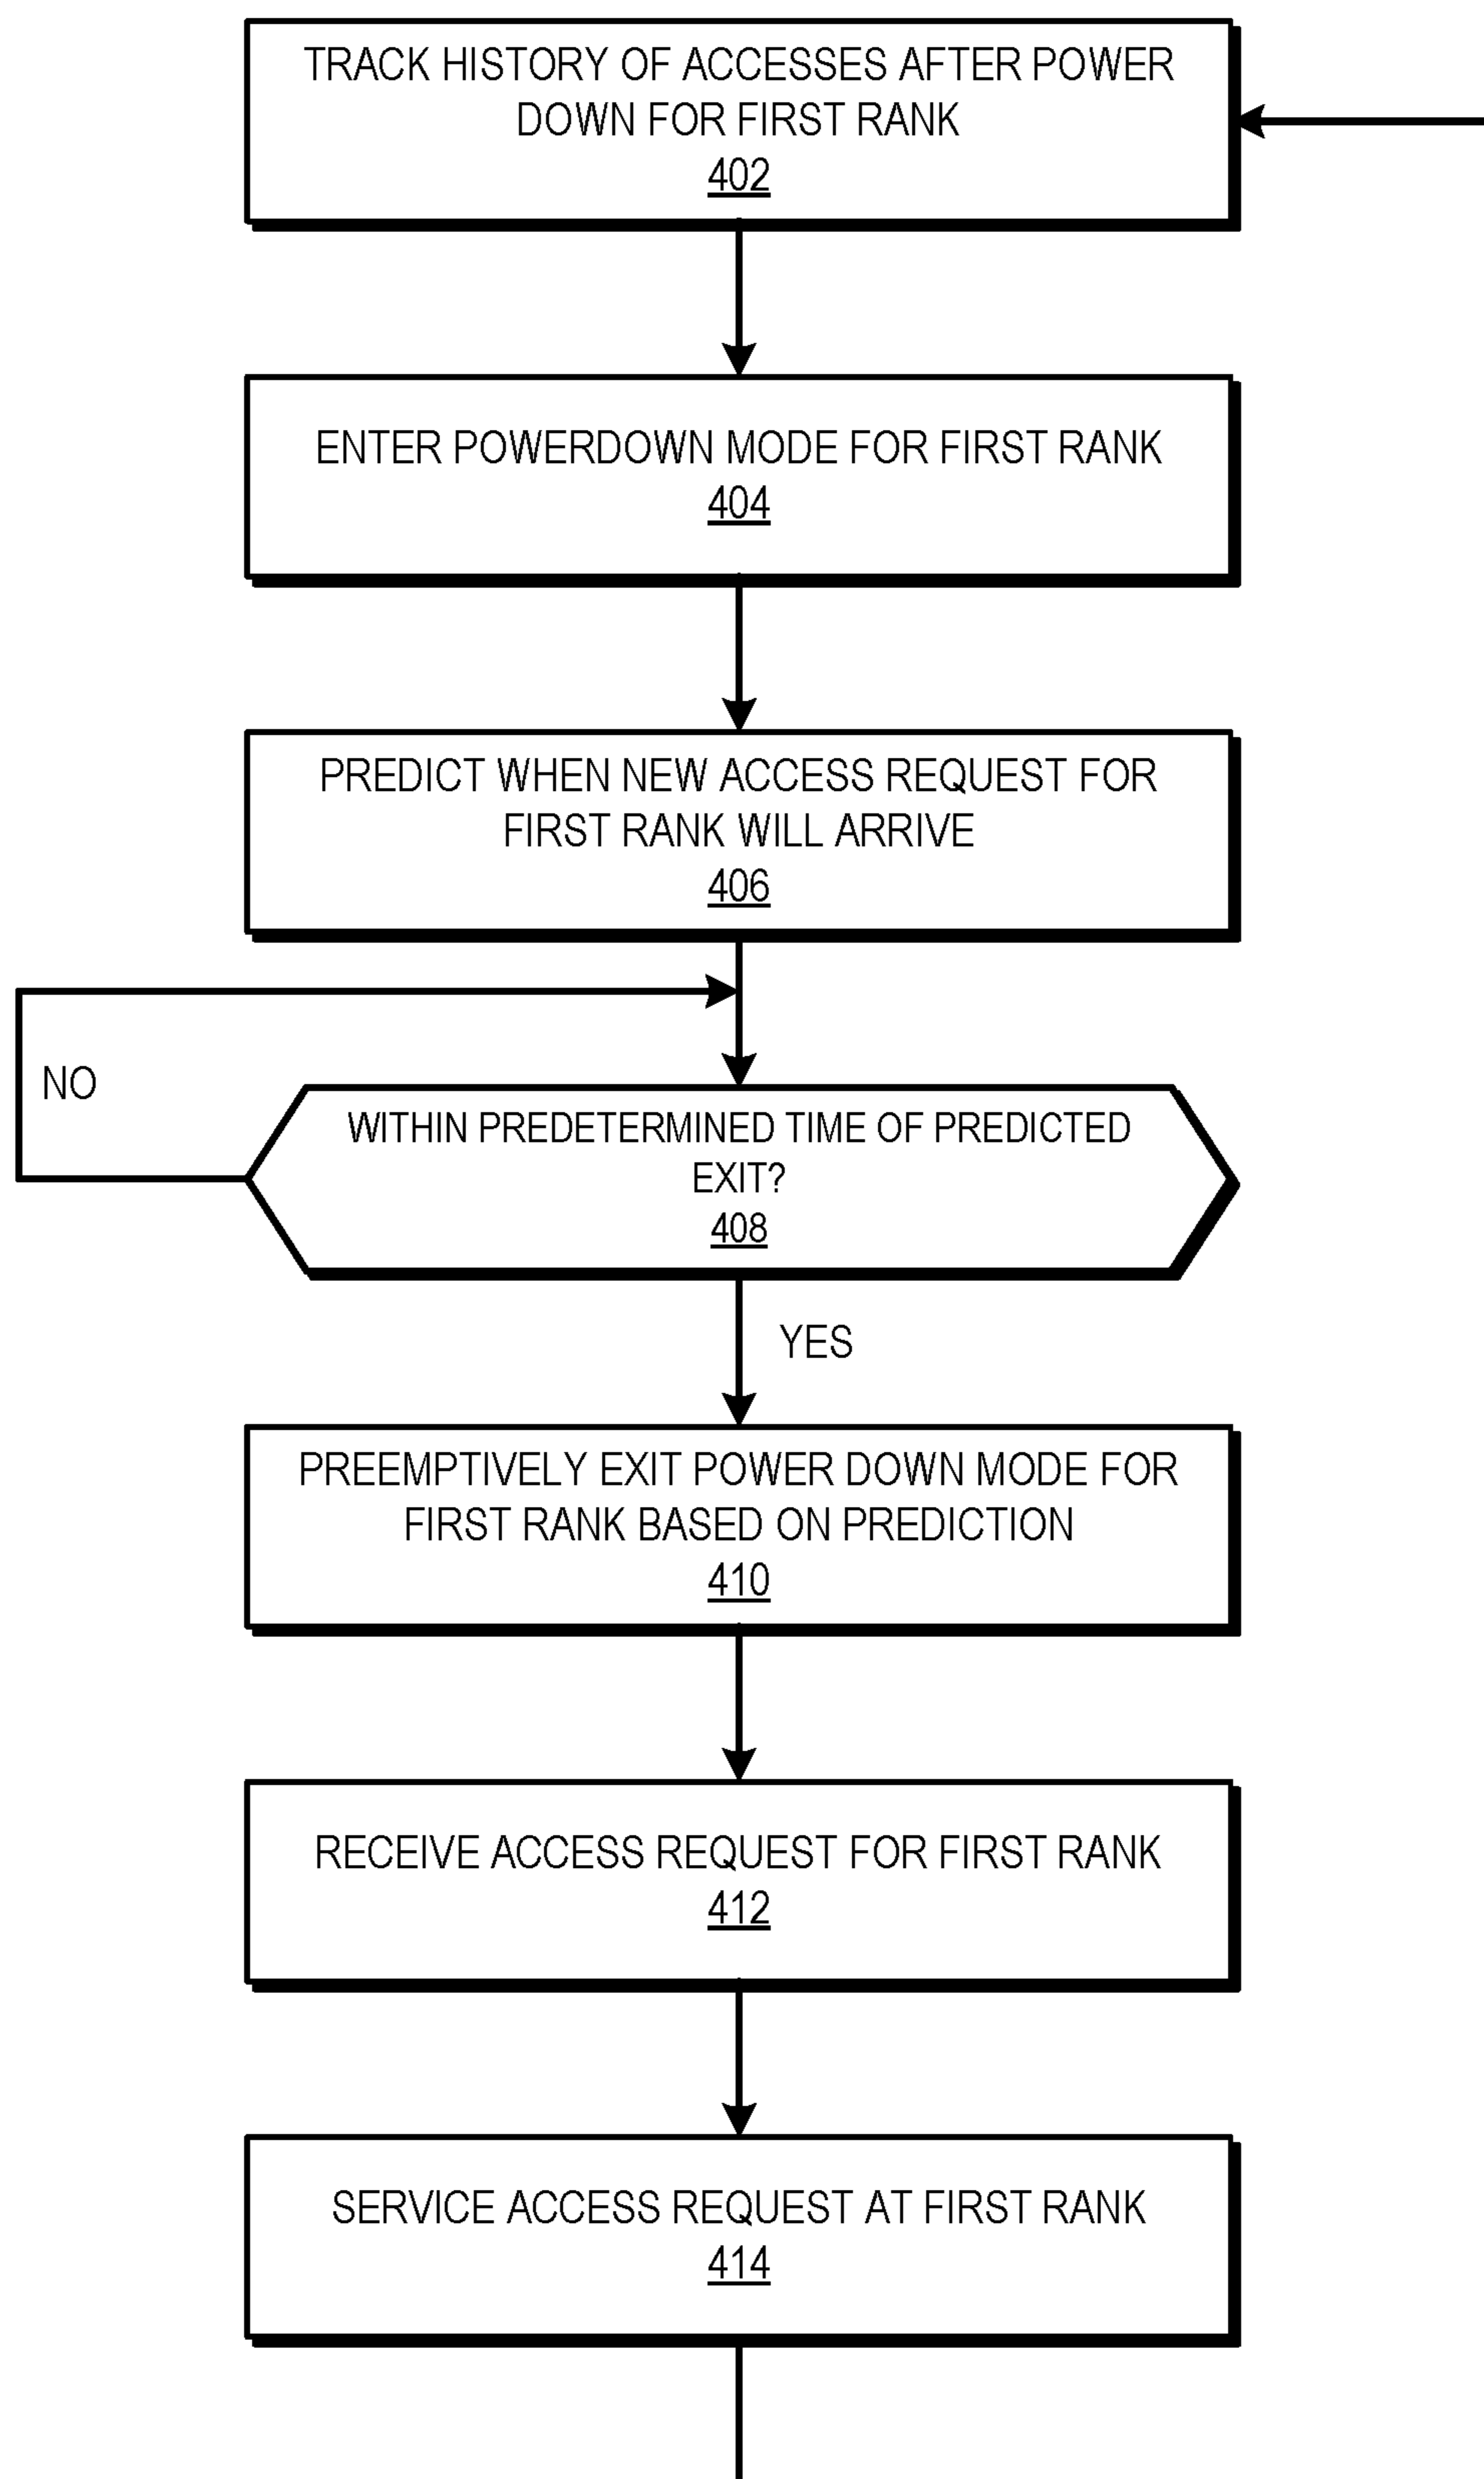 TRACK HISTORY OF ACCESSES AFTER POWER
DOWN FOR FIRST RANK
402
ENTER POWERDOWN MODE FOR FIRST RANK
404
PREDICT WHEN NEW ACCESS REQUEST FOR
FIRST RANK WILL ARRIVE
406
NO
WITHIN PREDETERMINED TIME OF PREDICTED
EXIT?
408
YES
PREEMPTIVELY EXIT POWER DOWN MODE FOR
FIRST RANK BASED ON PREDICTION
410
RECEIVE ACCESS REQUEST FOR FIRST RANK
412
SERVICE ACCESS REQUEST AT FIRST RANK
414